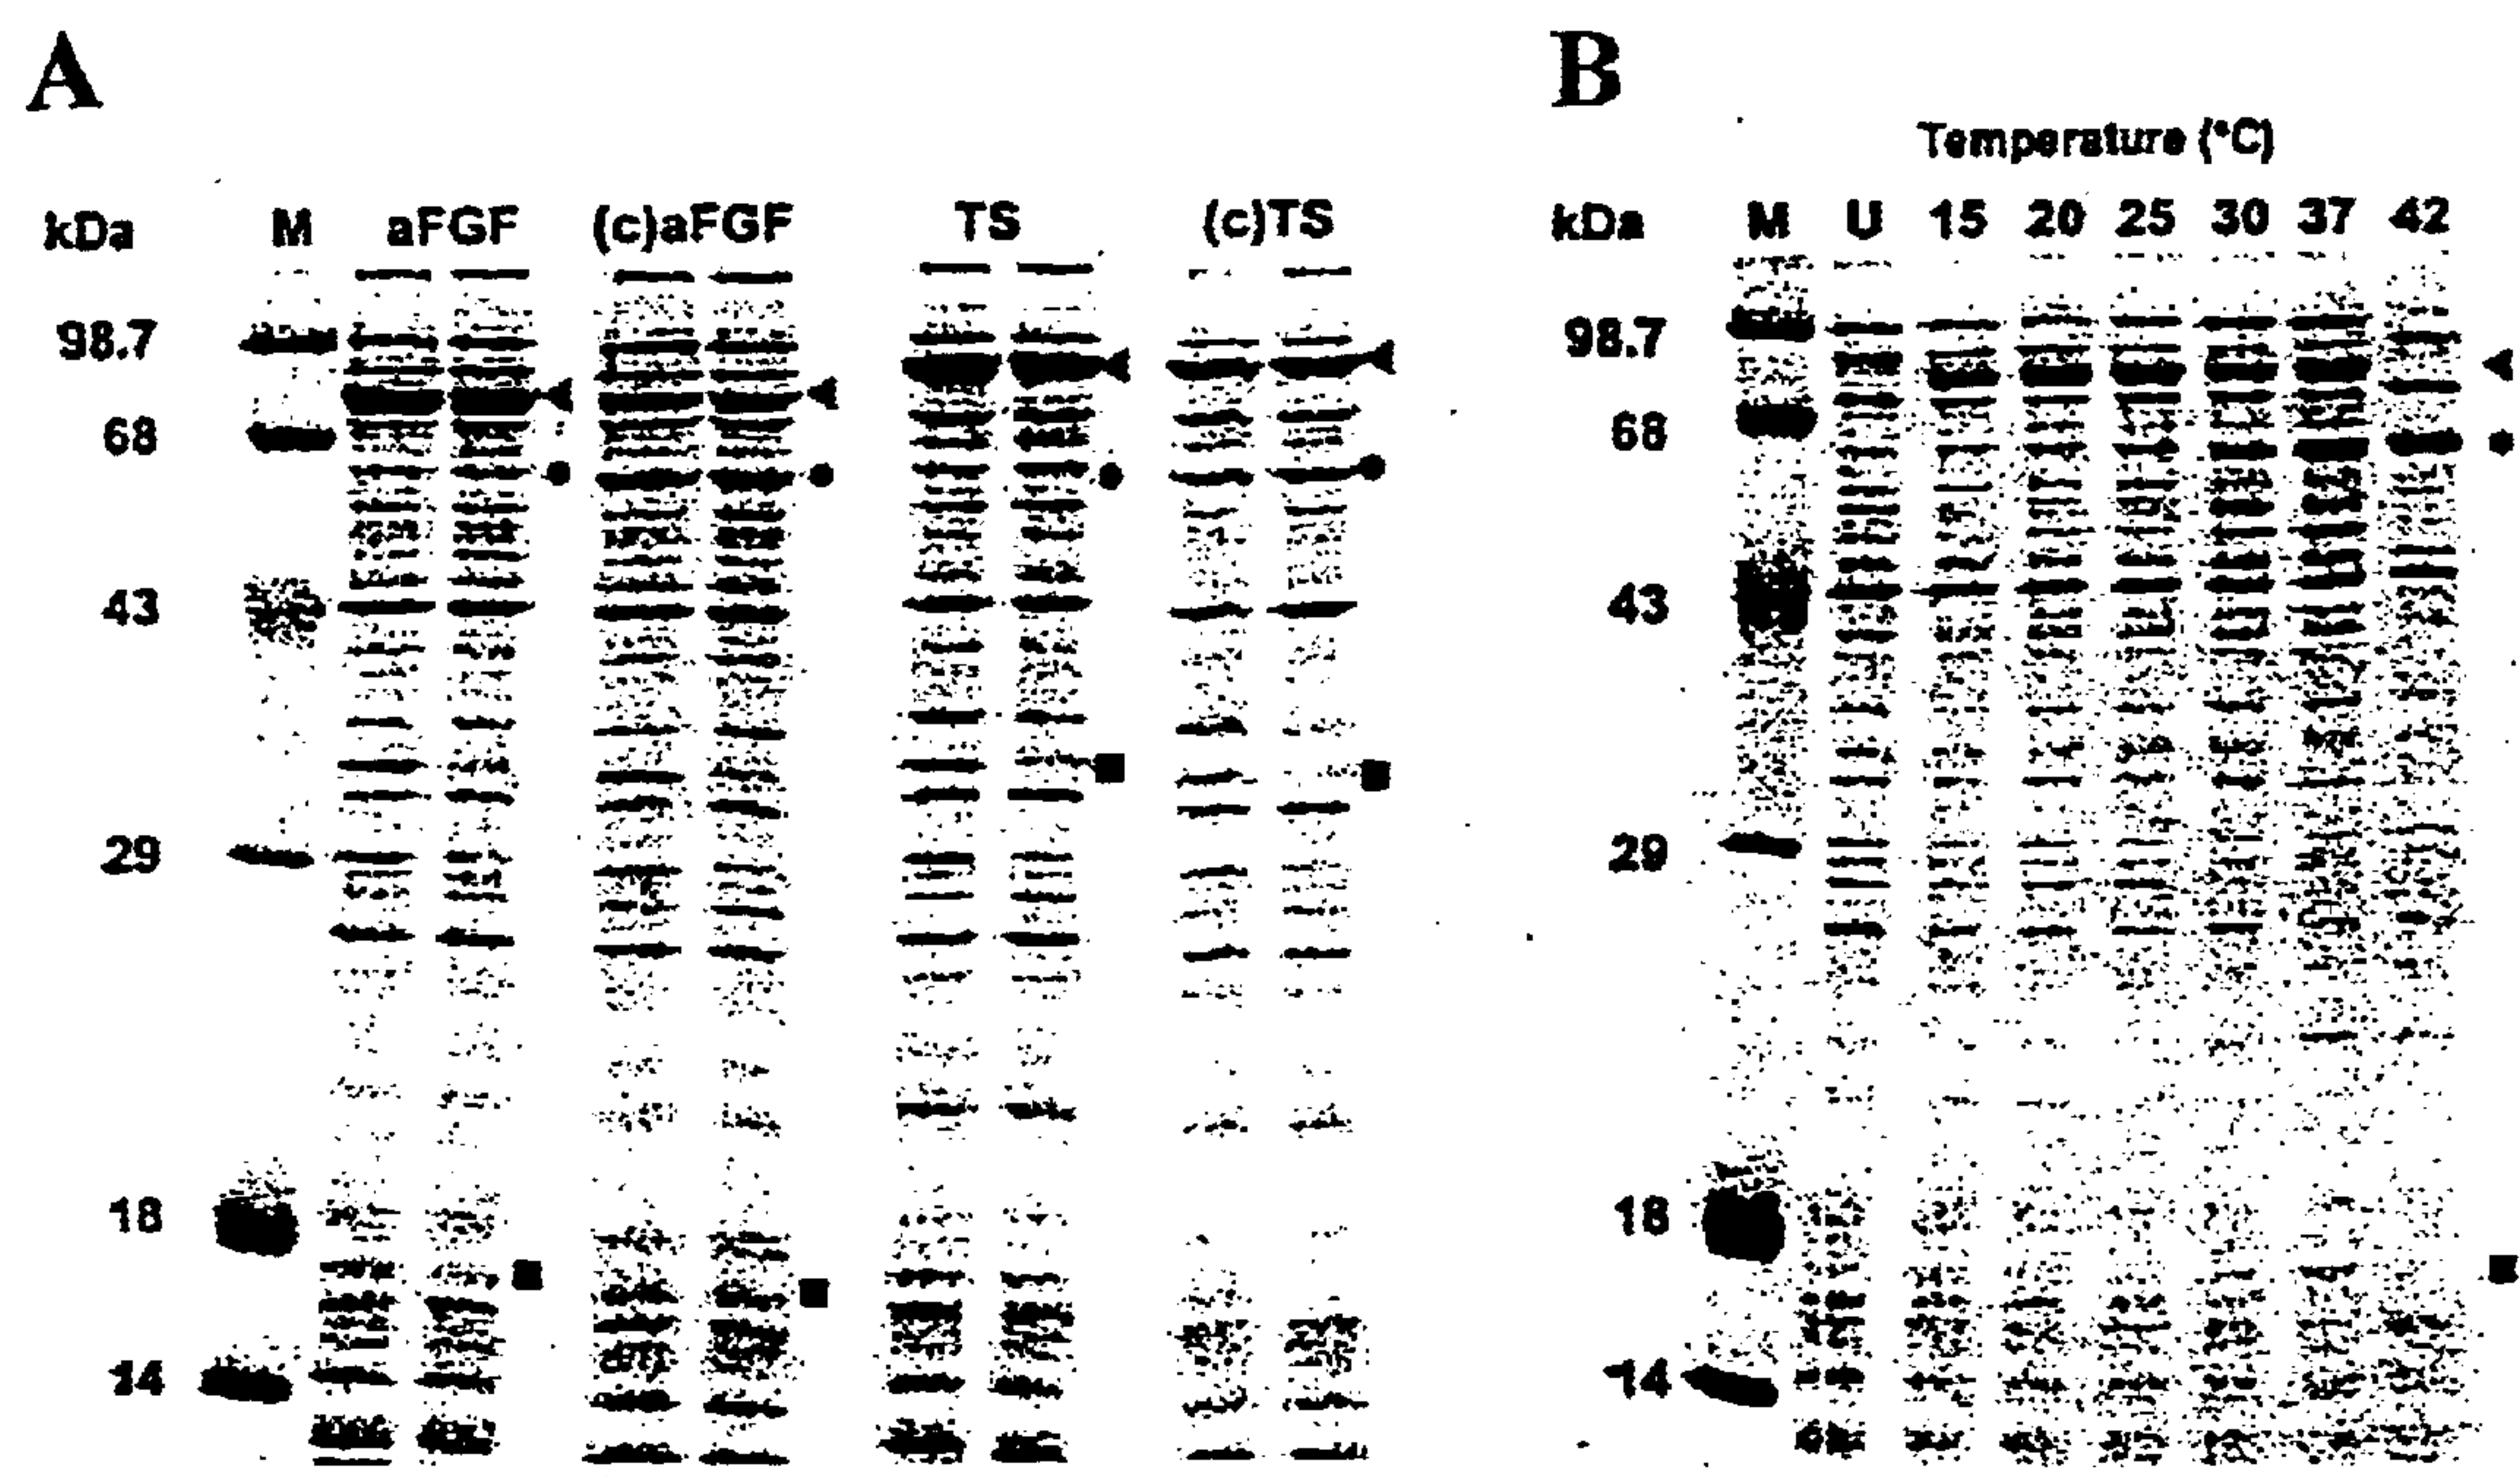 A
B
Temperature (°C)
kDa M aFGF (c)aFGF TS (c)TS
kDa M U 15 20 25 30 37 42
98.7
68
43
29
18
14
98.7
68
43
29
18
14